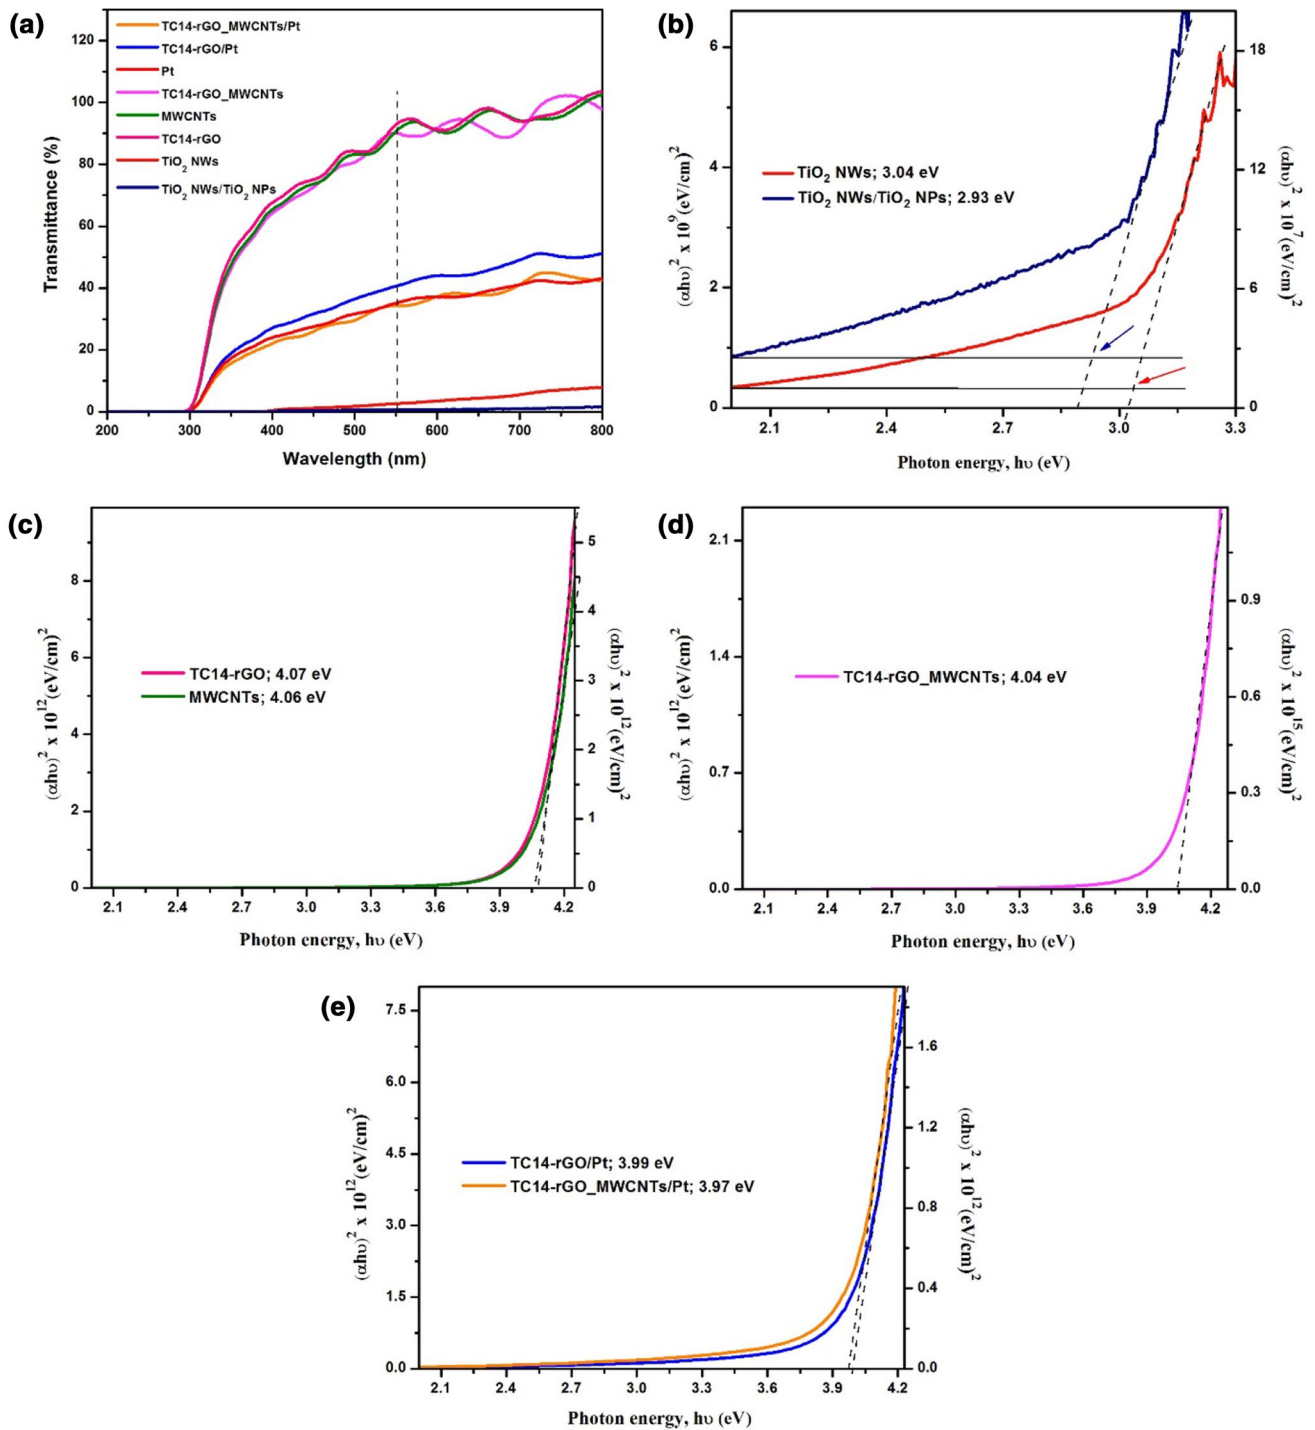 (a)
TC14-rGO_MWCNTs/Pt
TC14-rGO/Pt
Pt
TC14-rGO_MWCNTs
MWCNTs
TC14-rGO
TiO2 NWs
TiO2 NWs/TiO2 NPs
120
100
80
60
40
20
0
Transmittance (%)
200 300 400 500 600 700 800
Wavelength (nm)
(b)
TiO2 NWs; 3.04 eV
TiO2 NWs/TiO2 NPs; 2.93 eV
6
4
2
0
(αhυ)² x 10⁹ (eV/cm)²
18
12
6
0
(αhυ)² x 10⁷ (eV/cm)²
2.1 2.4 2.7 3.0 3.3
Photon energy, hυ (eV)
(c)
TC14-rGO; 4.07 eV
MWCNTs; 4.06 eV
8
6
4
2
0
(αhυ)² x 10¹²(eV/cm)²
5
4
3
2
1
0
(αhυ)² x 10¹²(eV/cm)²
2.1 2.4 2.7 3.0 3.3 3.6 3.9 4.2
Photon energy, hυ (eV)
(d)
TC14-rGO_MWCNTs; 4.04 eV
2.1
1.4
0.7
0.0
(αhυ)² x 10¹²(eV/cm)²
0.9
0.6
0.3
0.0
(αhυ)² x 10¹⁵(eV/cm)²
2.1 2.4 2.7 3.0 3.3 3.6 3.9 4.2
Photon energy, hυ (eV)
(e)
TC14-rGO/Pt; 3.99 eV
TC14-rGO_MWCNTs/Pt; 3.97 eV
7.5
6.0
4.5
3.0
1.5
0.0
(αhυ)² x 10¹²(eV/cm)²
1.6
1.2
0.8
0.4
0.0
(αhυ)² x 10¹²(eV/cm)²
2.1 2.4 2.7 3.0 3.3 3.6 3.9 4.2
Photon energy, hυ (eV)